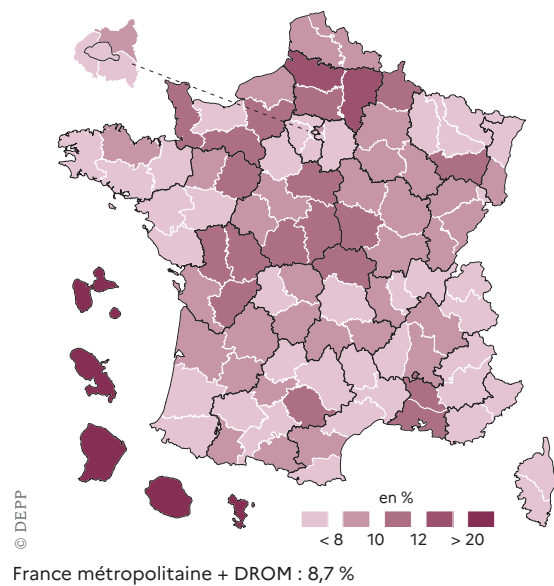 © DEPP
en %
< 8 10 12 > 20
France métropolitaine + DROM : 8,7 %